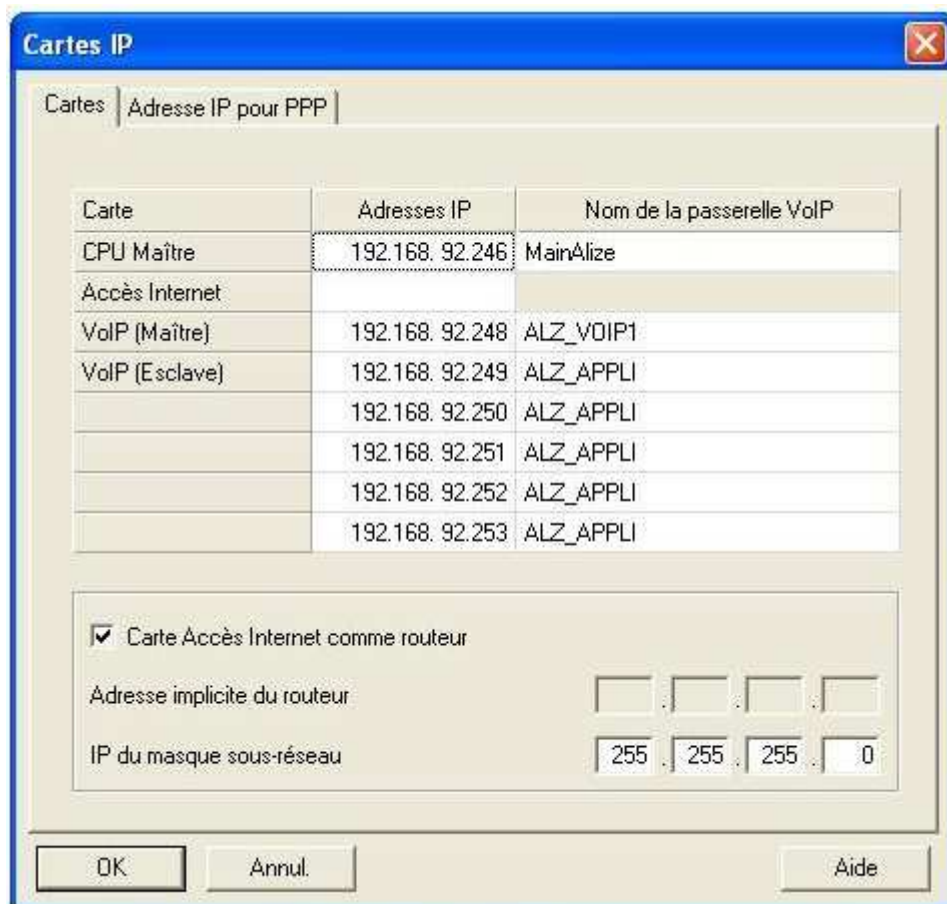 Cartes IP
Cartes Adresse IP pour PPP
Carte Adresses IP Nom de la passerelle VoIP
CPU Maître 192.168. 92.246 MainAlize
Accès Internet
VoIP (Maître) 192.168. 92.248 ALZ_VOIP1
VoIP (Esclave) 192.168. 92.249 ALZ_APPLI
192.168. 92.250 ALZ_APPLI
192.168. 92.251 ALZ_APPLI
192.168. 92.252 ALZ_APPLI
192.168. 92.253 ALZ_APPLI
Carte Accès Internet comme routeur
Adresse implicite du routeur . . .
IP du masque sous-réseau 255 . 255 . 255 . 0
OK Annul. Aide